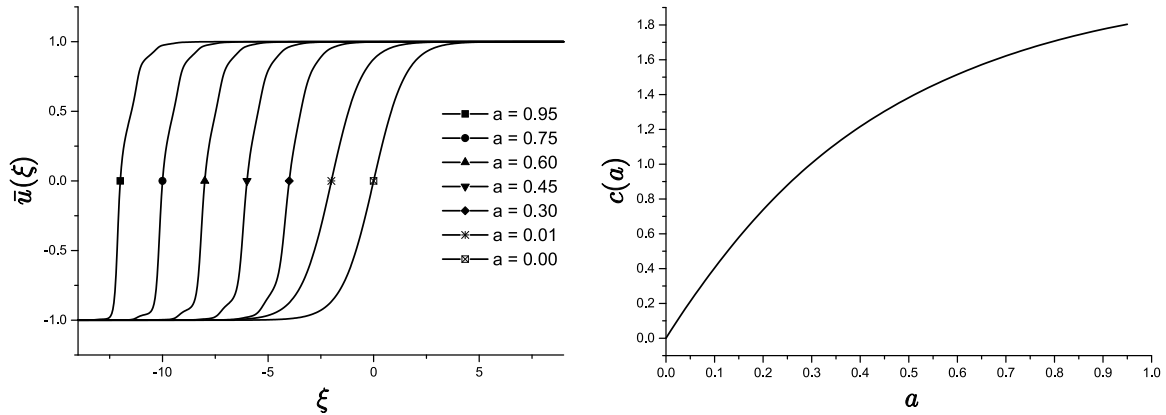 1.0
0.5
0.0
-0.5
-1.0
ū(ξ)
-10
-5
0
5
ξ
a = 0.95
a = 0.75
a = 0.60
a = 0.45
a = 0.30
a = 0.01
a = 0.00
1.8
1.6
1.4
1.2
1.0
0.8
0.6
0.4
0.2
0.0
c(a)
0.0 0.1 0.2 0.3 0.4 0.5 0.6 0.7 0.8 0.9 1.0
a